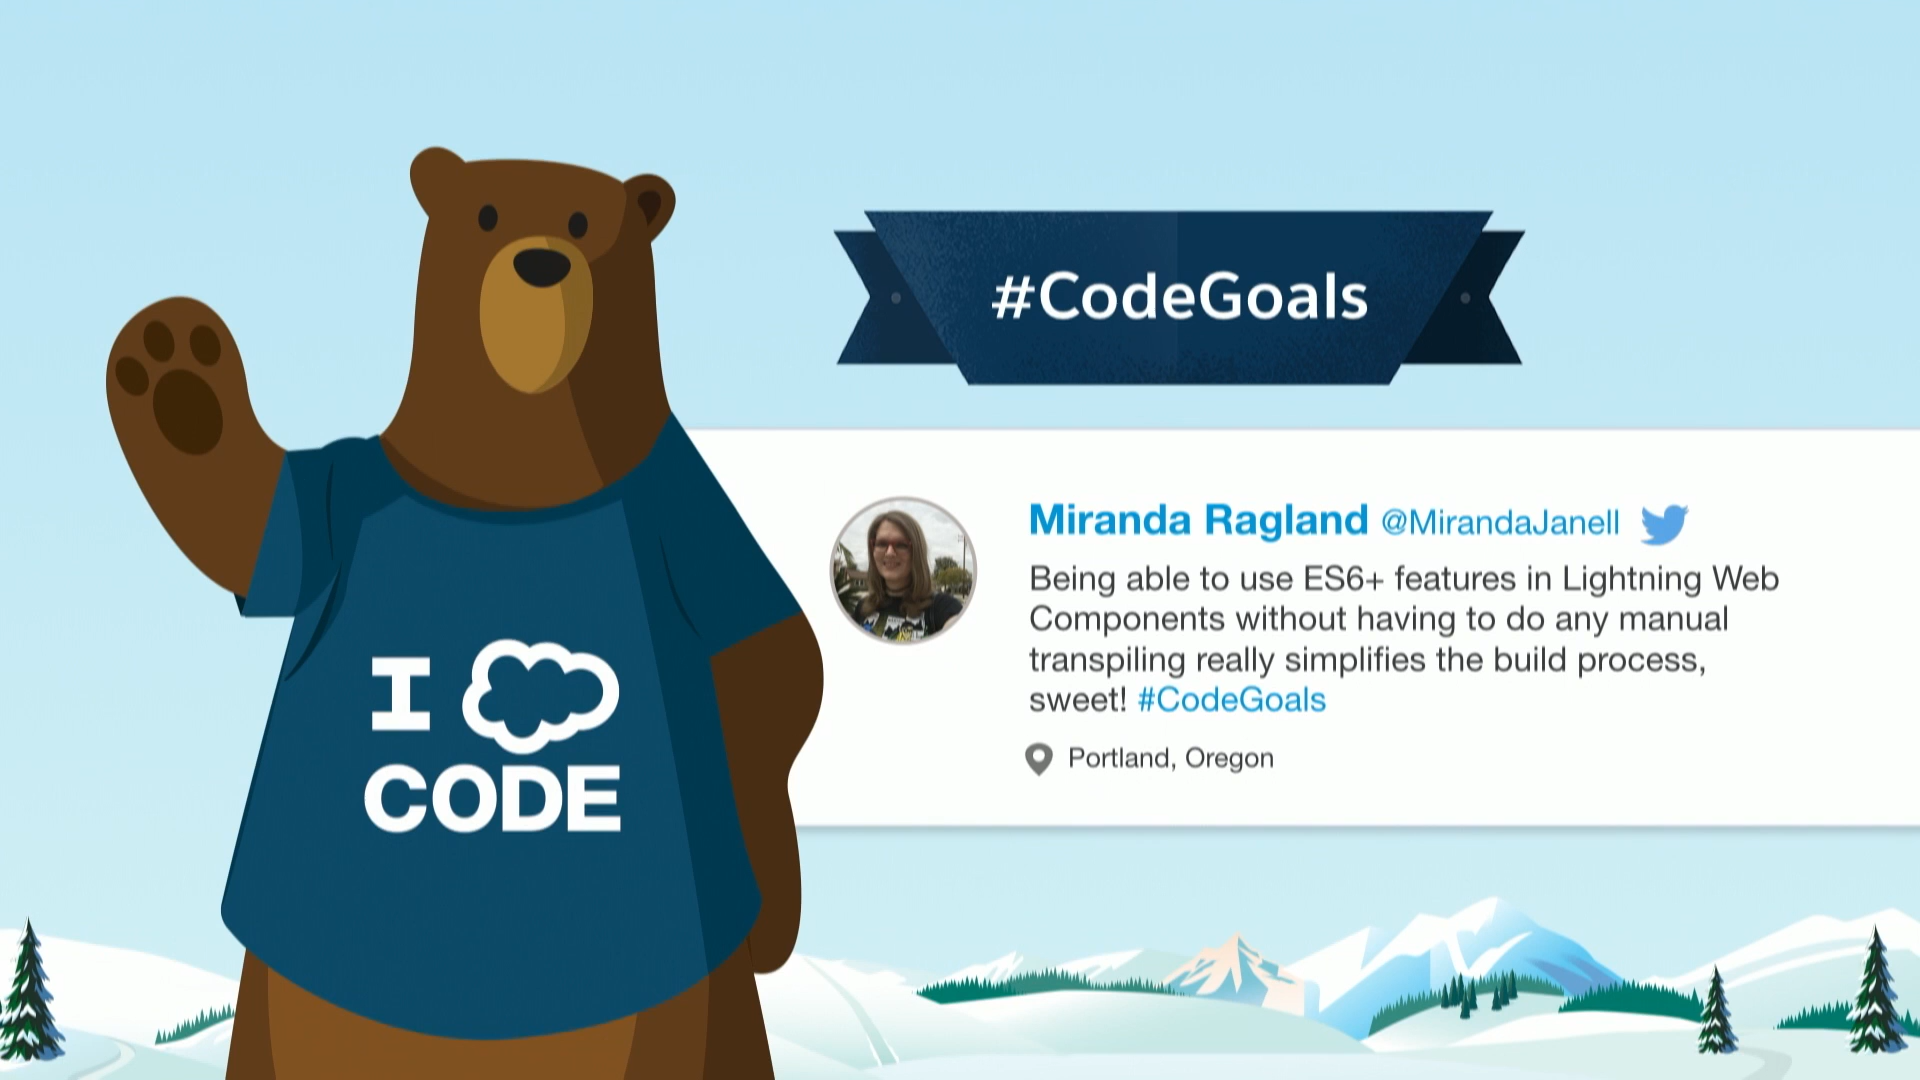 #CodeGoals
Miranda Ragland @MirandaJanell
Being able to use ES6+ features in Lightning Web
Components without having to do any manual
transpiling really simplifies the build process,
sweet! #CodeGoals
Portland, Oregon
I
CODE